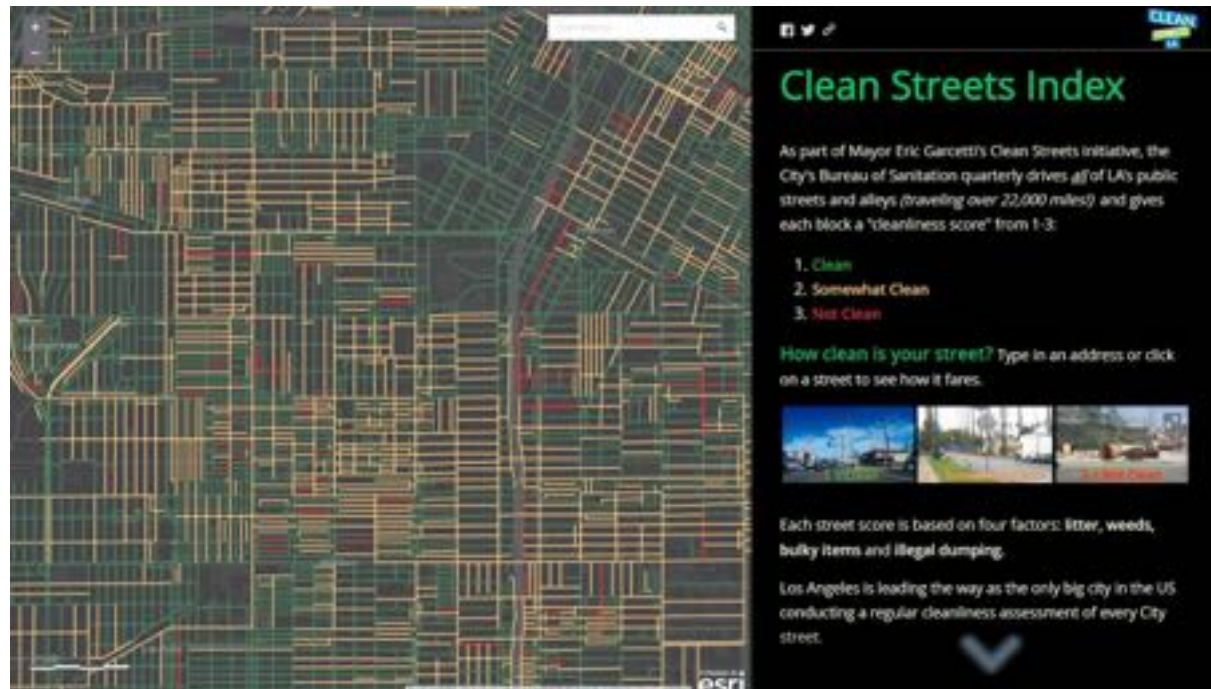 +
−
CLEAN
LA
Clean Streets Index
As part of Mayor Eric Garcetti's Clean Streets Initiative, the
City's Bureau of Sanitation quarterly drives all of LA's public
streets and alleys (traveling over 22,000 miles!) and gives
each block a "cleanliness score" from 1-3:
1. Clean
2. Somewhat Clean
3. Not Clean
How clean is your street? Type in an address or click
on a street to see how it fares.
Each street score is based on four factors: litter, weeds,
bulky items and illegal dumping.
Los Angeles is leading the way as the only big city in the US
conducting a regular cleanliness assessment of every City
street.
esri